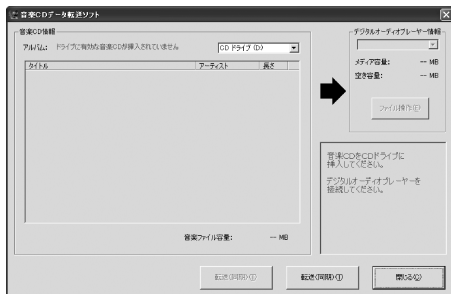 音楽CDデータ転送ソフト
音楽CD情報
アルバム: ドライブに有効な音楽CDが挿入されていません
CD ドライブ (D:)
タイトル アーティスト 長さ
音楽ファイル容量: --- MB
デジタルオーディオプレーヤー情報
メディア容量: --- MB
空き容量: --- MB
ファイル操作(F)
音楽CDをCDドライブに
挿入してください。
デジタルオーディオプレーヤーを
接続してください。
転送(同期)(T)
閉じる(C)